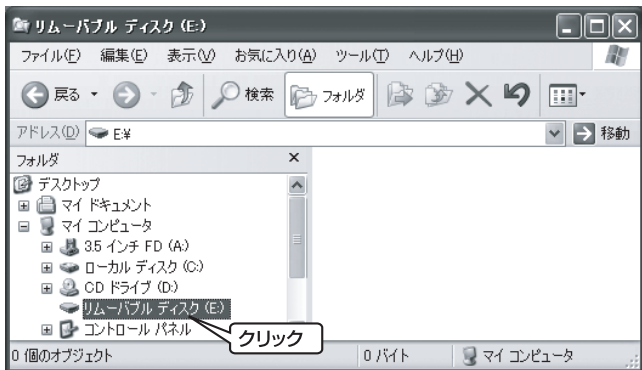 リムーバブル ディスク (E:)
ファイル(F) 編集(E) 表示(V) お気に入り(A) ツール(T) ヘルプ(H)
戻る 検索 フォルダ
アドレス(D) E:¥ 移動
フォルダ ×
デスクトップ
マイ ドキュメント
マイ コンピュータ
3.5 インチ FD (A:)
ローカル ディスク (C:)
CD ドライブ (D:)
リムーバブル ディスク (E:)
コントロール パネル
クリック
0 個のオブジェクト 0 バイト マイ コンピュータ